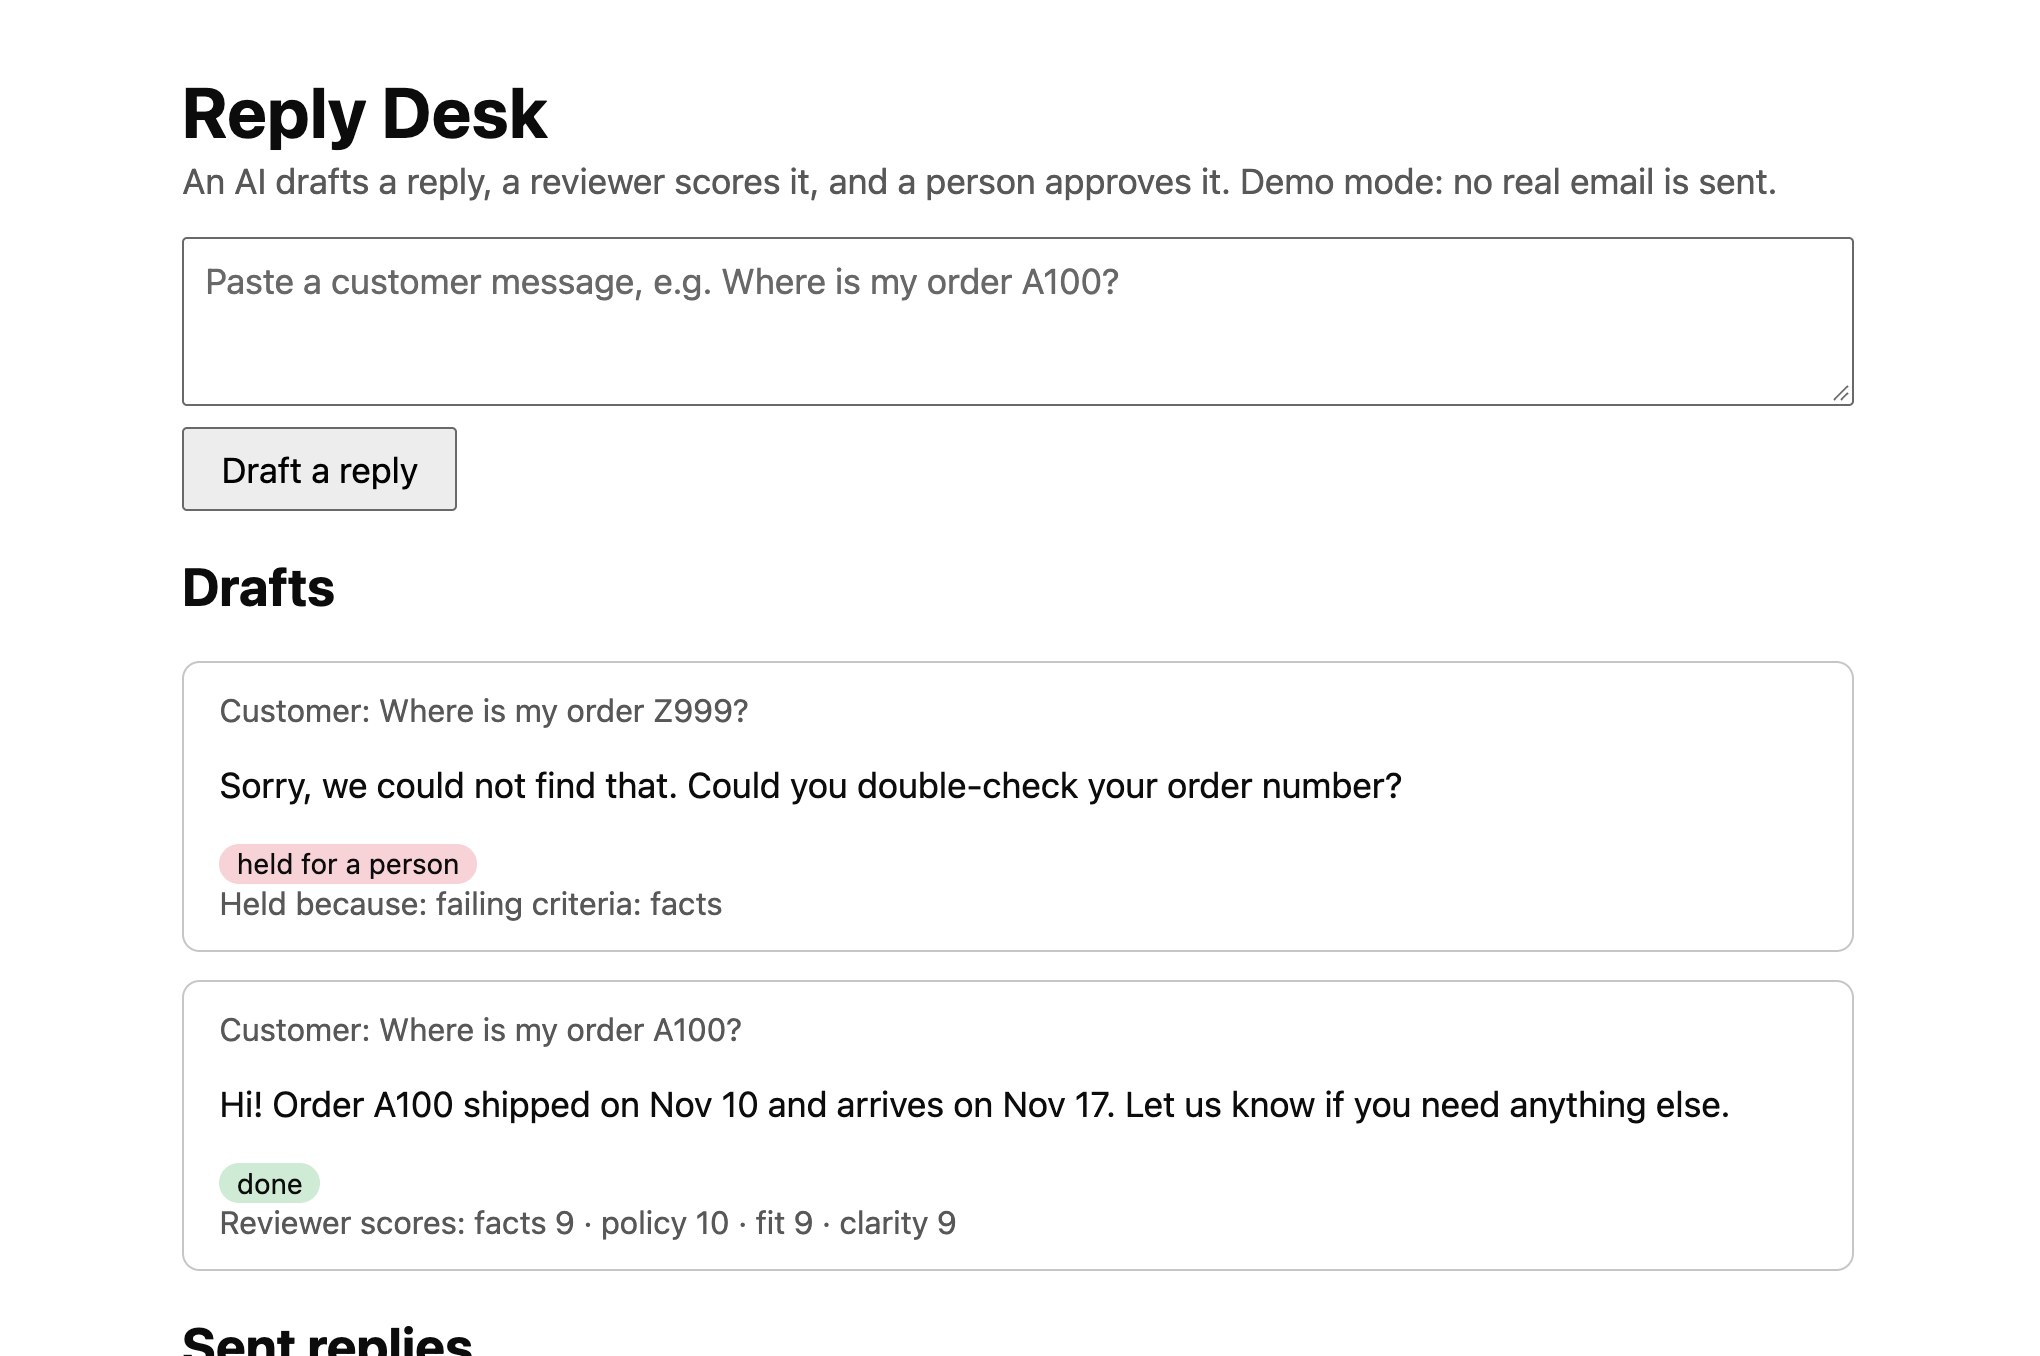 Reply Desk
An AI drafts a reply, a reviewer scores it, and a person approves it. Demo mode: no real email is sent.
Paste a customer message, e.g. Where is my order A100?
Draft a reply
Drafts
Customer: Where is my order Z999?
Sorry, we could not find that. Could you double-check your order number?
held for a person
Held because: failing criteria: facts
Customer: Where is my order A100?
Hi! Order A100 shipped on Nov 10 and arrives on Nov 17. Let us know if you need anything else.
done
Reviewer scores: facts 9 · policy 10 · fit 9 · clarity 9
Sent replies